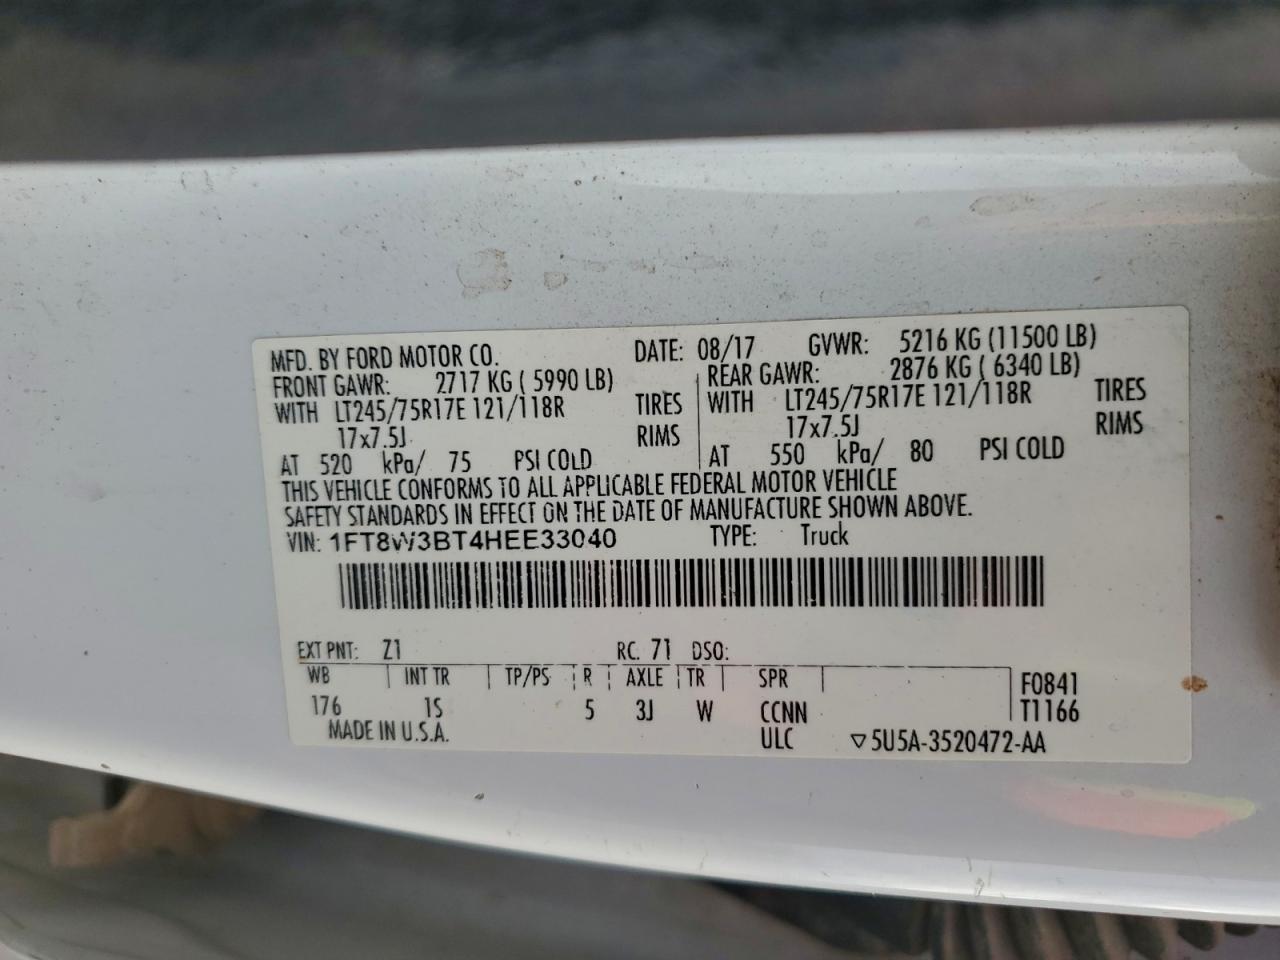 MFD. BY FORD MOTOR CO. DATE: 08/17 GVWR: 5216 KG (11500 LB)
FRONT GAWR: 2717 KG ( 5990 LB) REAR GAWR: 2876 KG ( 6340 LB)
WITH LT245/75R17E 121/118R TIRES WITH LT245/75R17E 121/118R TIRES
17x7.5J RIMS 17x7.5J RIMS
AT 520 kPa/ 75 PSI COLD AT 550 kPa/ 80 PSI COLD
THIS VEHICLE CONFORMS TO ALL APPLICABLE FEDERAL MOTOR VEHICLE
SAFETY STANDARDS IN EFFECT ON THE DATE OF MANUFACTURE SHOWN ABOVE.
VIN: 1FT8W3BT4HEE33040 TYPE: Truck
EXT PNT: Z1 RC: 71 DSO:
WB INT TR TP/PS R AXLE TR SPR F0841
176 1S 5 3J W CCNN T1166
MADE IN U.S.A. ULC ▽5U5A-3520472-AA